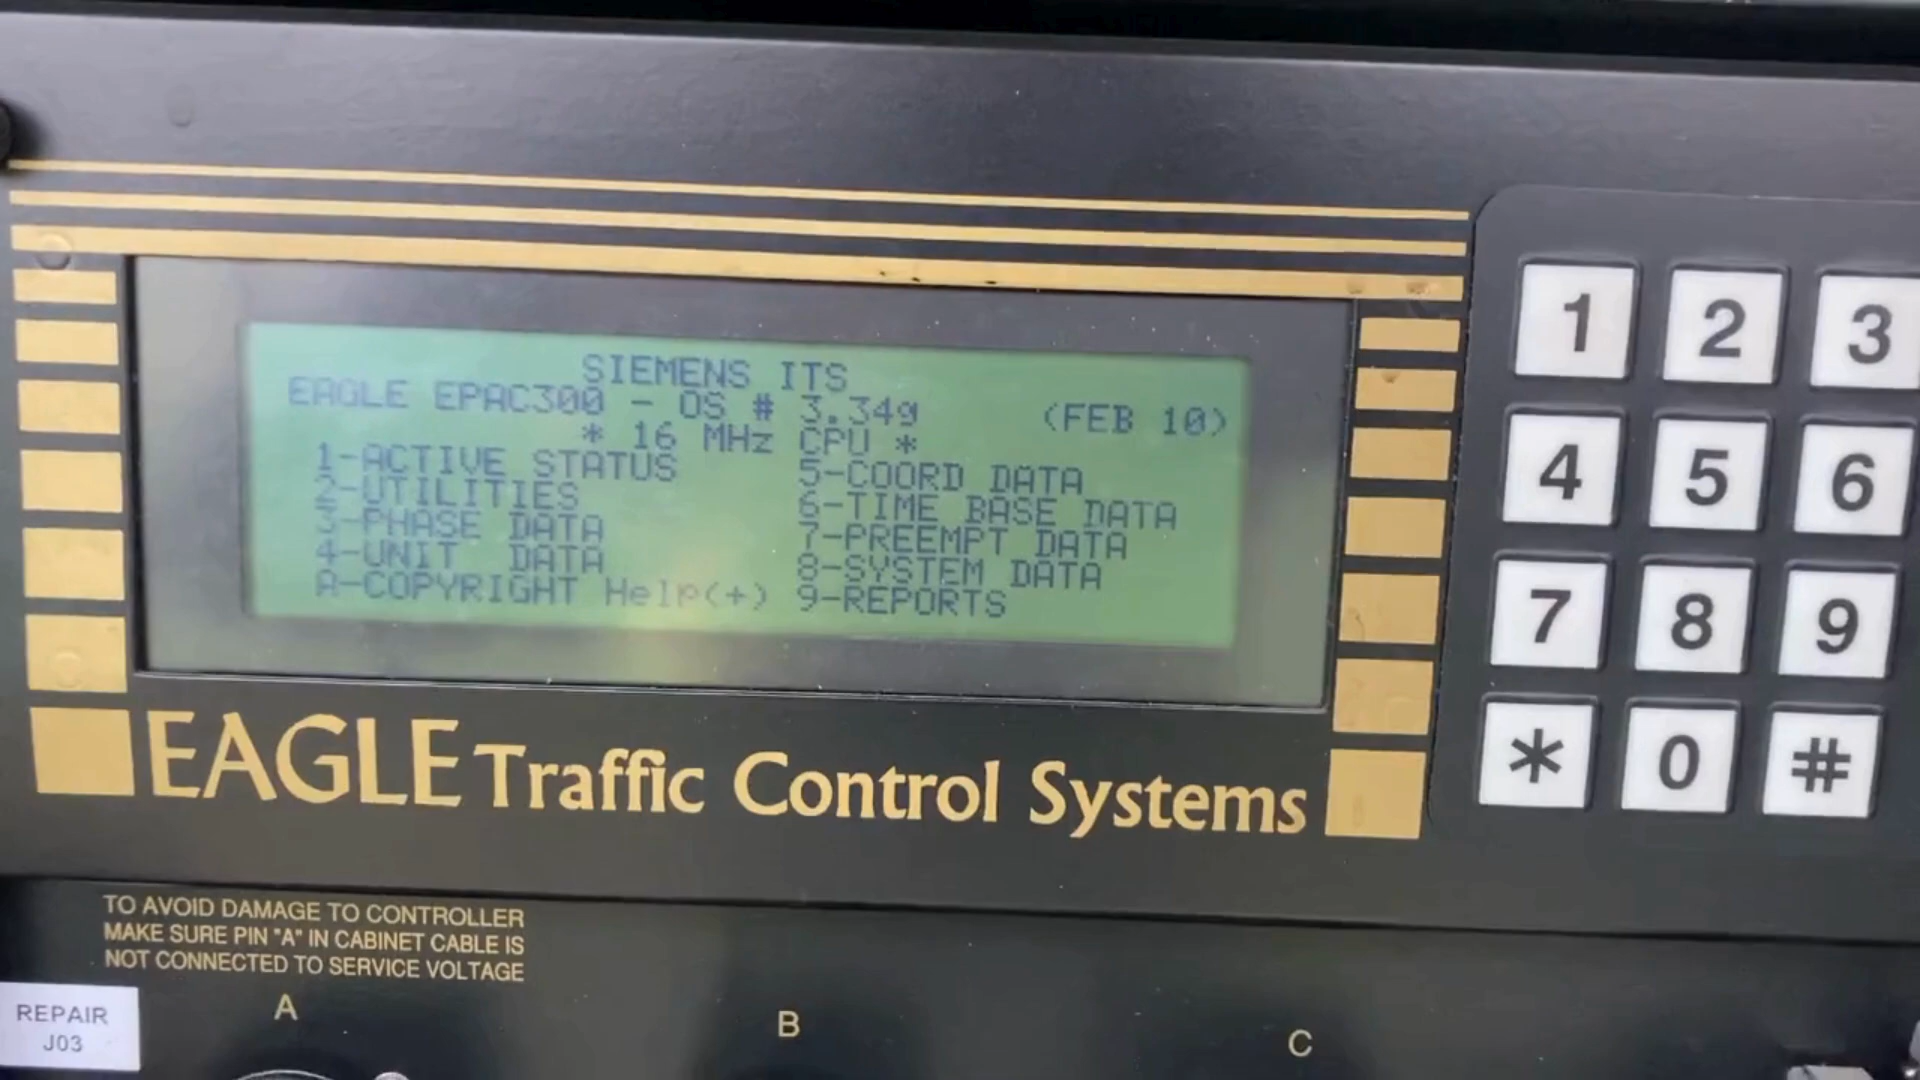 SIEMENS ITS
EAGLE EPAC300 - OS # 3.34g (FEB 10)
* 16 MHz CPU *
1-ACTIVE STATUS 5-COORD DATA
2-UTILITIES 6-TIME BASE DATA
3-PHASE DATA 7-PREEMPT DATA
4-UNIT DATA 8-SYSTEM DATA
A-COPYRIGHT Help(+) 9-REPORTS
EAGLE Traffic Control Systems
1 2 3
4 5 6
7 8 9
* 0 #
TO AVOID DAMAGE TO CONTROLLER
MAKE SURE PIN "A" IN CABINET CABLE IS
NOT CONNECTED TO SERVICE VOLTAGE
REPAIR
J03
A B C